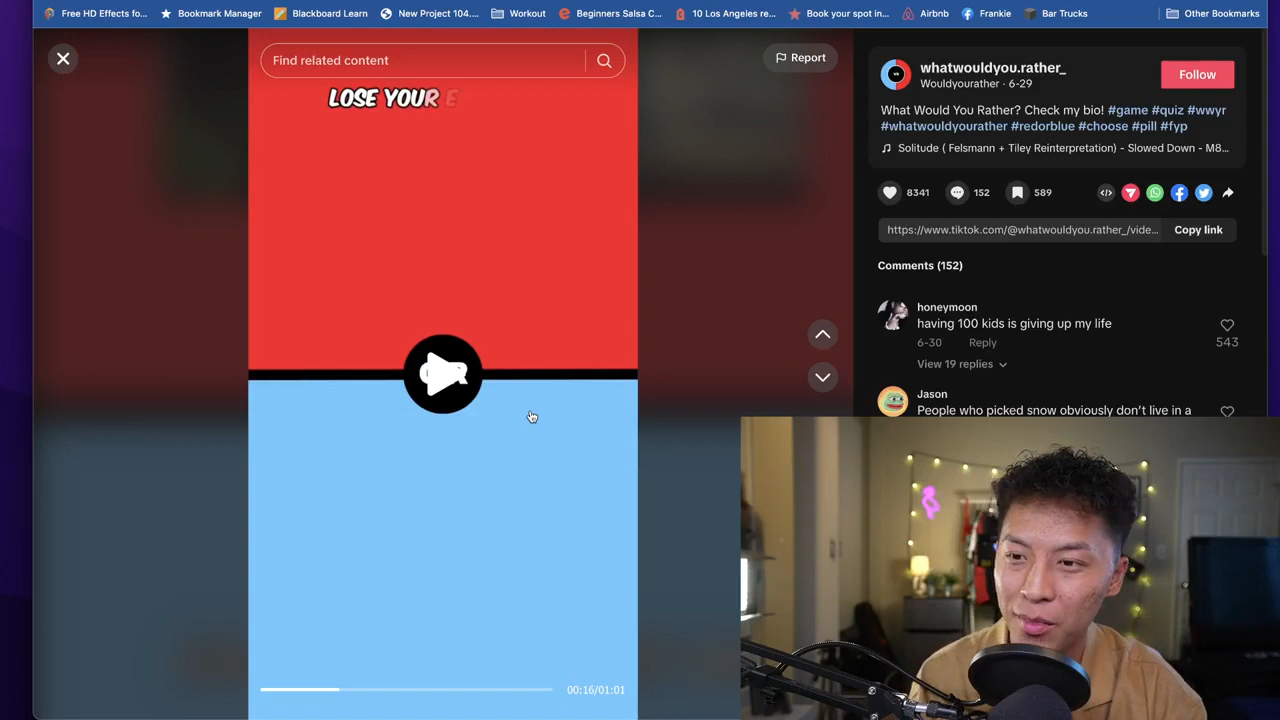 Free HD Effects fo...
Bookmark Manager
Blackboard Learn
New Project 104....
Workout
Beginners Salsa C...
10 Los Angeles re...
Book your spot in...
Airbnb
Frankie
Bar Trucks
Other Bookmarks
Find related content
Report
LOSE YOUR E
whatwouldyou.rather_
Wouldyourather · 6-29
Follow
What Would You Rather? Check my bio! #game #quiz #wwyr
#whatwouldyourather #redorblue #choose #pill #fyp
Solitude ( Felsmann + Tiley Reinterpretation) - Slowed Down - M8...
8341
152
589
https://www.tiktok.com/@whatwouldyou.rather_/vide...
Copy link
Comments (152)
honeymoon
having 100 kids is giving up my life
6-30
Reply
543
View 19 replies
Jason
People who picked snow obviously don't live in a
00:16/01:01